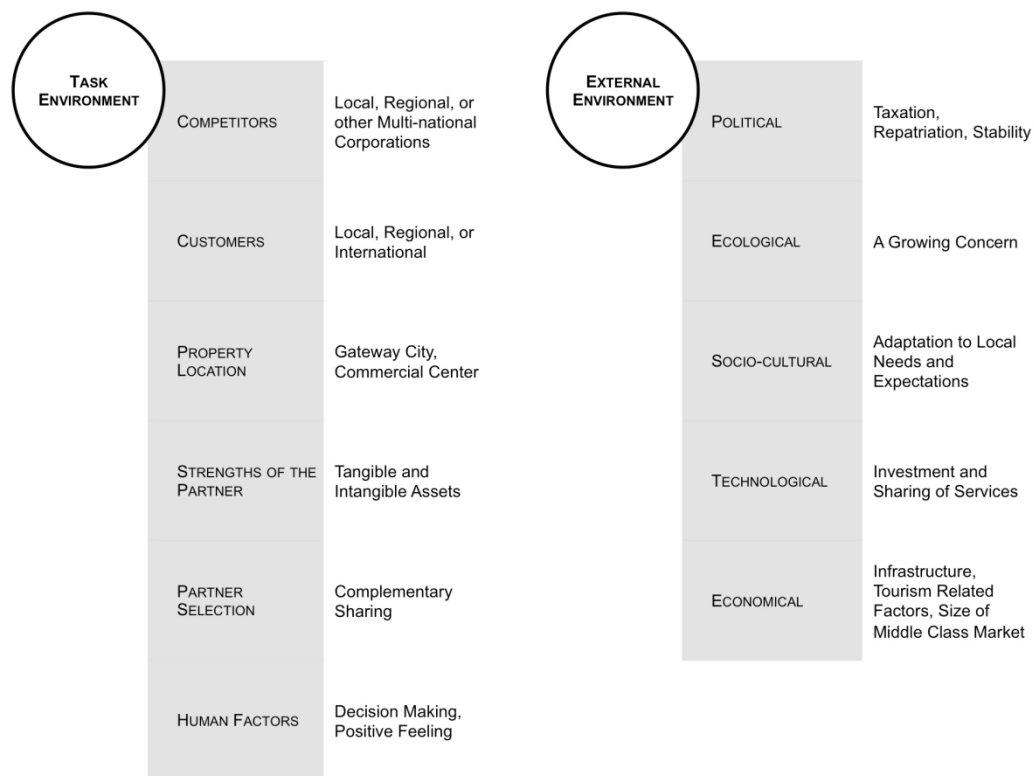 TASK
ENVIRONMENT
COMPETITORS
Local, Regional, or
other Multi-national
Corporations
CUSTOMERS
Local, Regional, or
International
PROPERTY
LOCATION
Gateway City,
Commercial Center
STRENGTHS OF THE
PARTNER
Tangible and
Intangible Assets
PARTNER
SELECTION
Complementary
Sharing
HUMAN FACTORS
Decision Making,
Positive Feeling
EXTERNAL
ENVIRONMENT
POLITICAL
Taxation,
Repatriation, Stability
ECOLOGICAL
A Growing Concern
SOCIO-CULTURAL
Adaptation to Local
Needs and
Expectations
TECHNOLOGICAL
Investment and
Sharing of Services
ECONOMICAL
Infrastructure,
Tourism Related
Factors, Size of
Middle Class Market